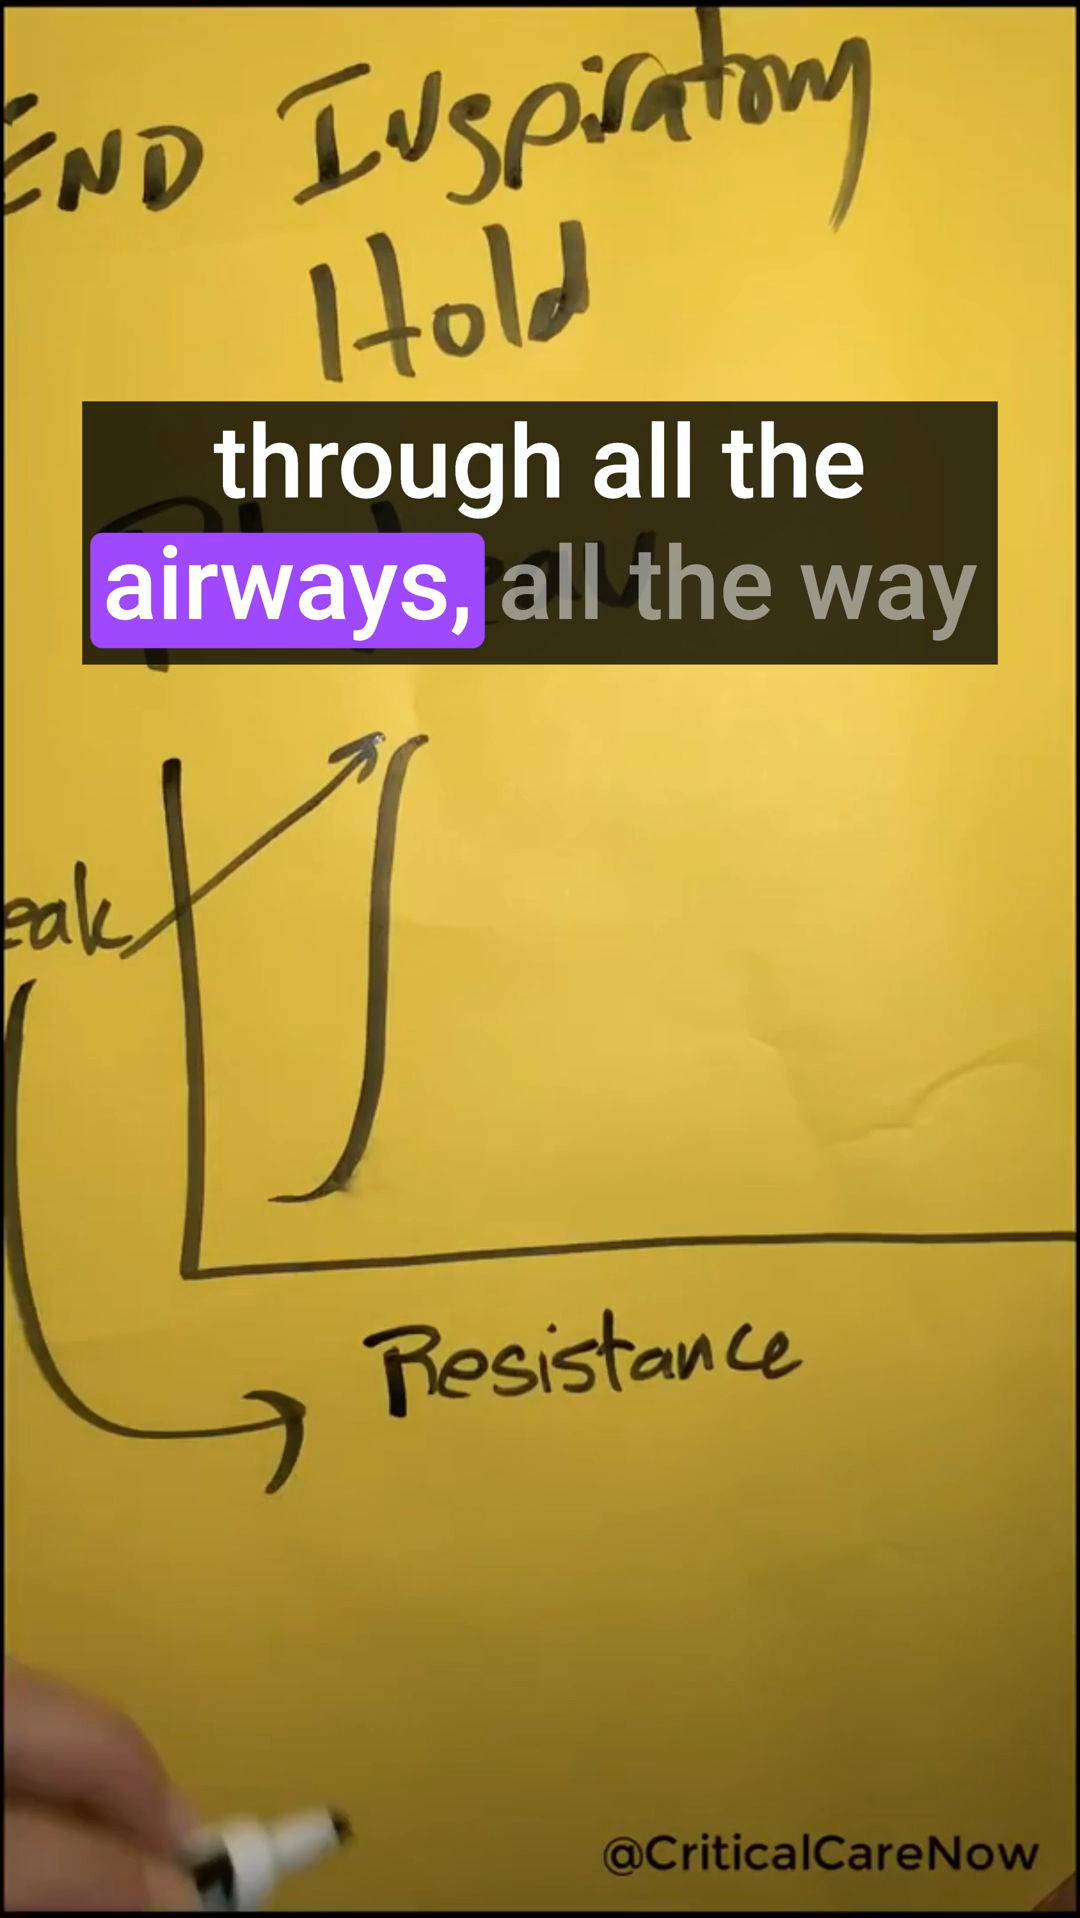 END Inspiratory
Hold
through all the
airways, all the way
eak
Resistance
@CriticalCareNow